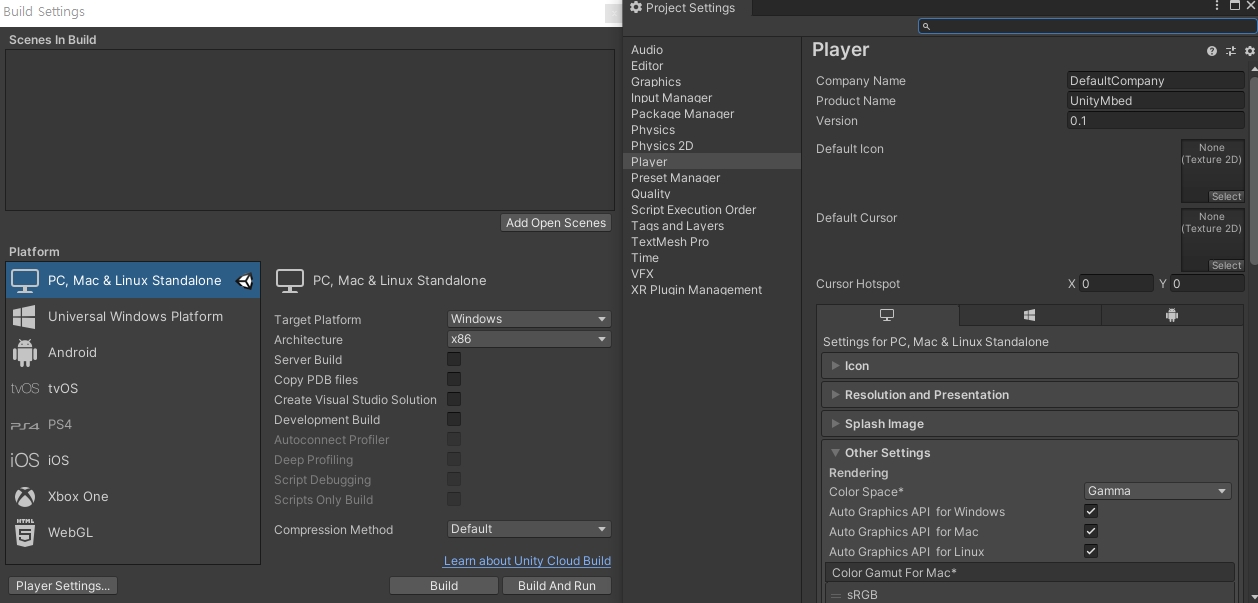 Build Settings
Scenes In Build
Add Open Scenes
Platform
PC, Mac & Linux Standalone
Universal Windows Platform
Android
tvOS tvOS
PS4 PS4
iOS iOS
Xbox One
HTML 5 WebGL
Player Settings...
PC, Mac & Linux Standalone
Target Platform Windows
Architecture x86
Server Build
Copy PDB files
Create Visual Studio Solution
Development Build
Autoconnect Profiler
Deep Profiling
Script Debugging
Scripts Only Build
Compression Method Default
Learn about Unity Cloud Build
Build Build And Run
Project Settings
Audio
Editor
Graphics
Input Manager
Package Manager
Physics
Physics 2D
Player
Preset Manager
Quality
Script Execution Order
Tags and Layers
TextMesh Pro
Time
VFX
XR Plugin Management
Player
Company Name DefaultCompany
Product Name UnityMbed
Version 0.1
Default Icon
None
(Texture 2D)
Select
Default Cursor
None
(Texture 2D)
Select
Cursor Hotspot X 0 Y 0
Settings for PC, Mac & Linux Standalone
Icon
Resolution and Presentation
Splash Image
Other Settings
Rendering
Color Space* Gamma
Auto Graphics API for Windows
Auto Graphics API for Mac
Auto Graphics API for Linux
Color Gamut For Mac*
sRGB